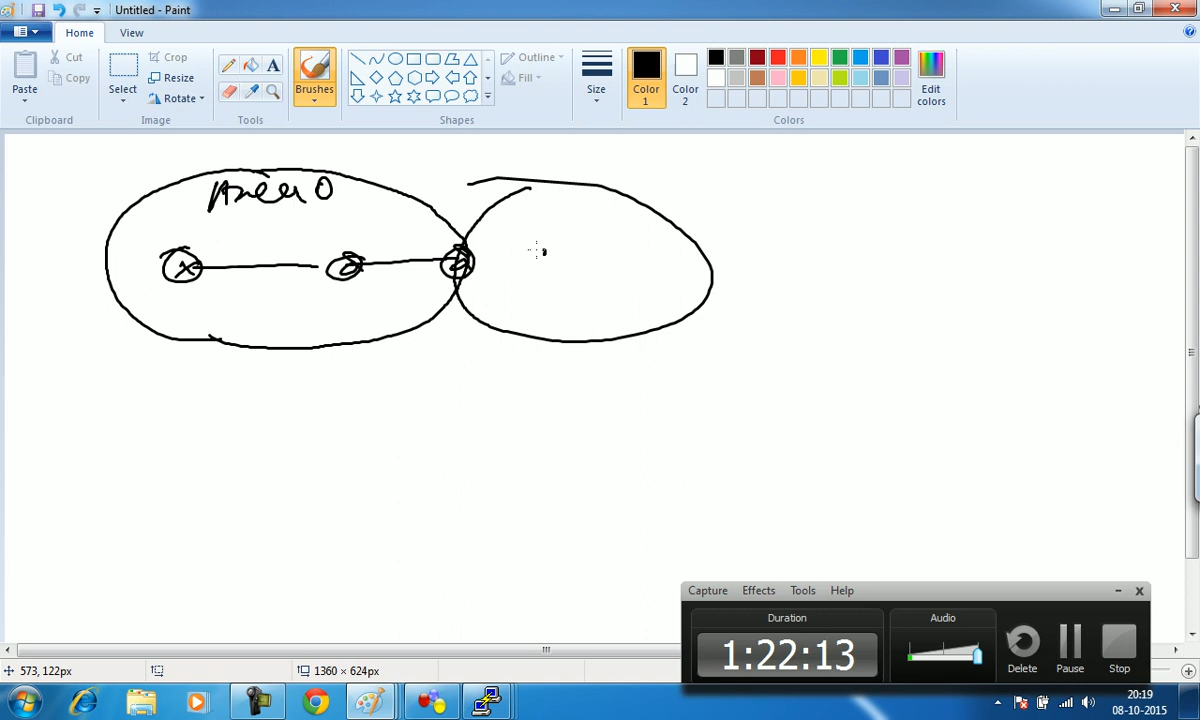 Untitled - Paint
Home
View
Cut
Copy
Paste
Clipboard
Select
Crop
Resize
Rotate
Image
Tools
Brushes
Shapes
Outline
Fill
Size
Color 1
Color 2
Edit colors
Colors
Area 0
Capture Effects Tools Help
Duration
1:22:13
Audio
Delete
Pause
Stop
573, 122px
1360 × 624px
20:19
08-10-2015